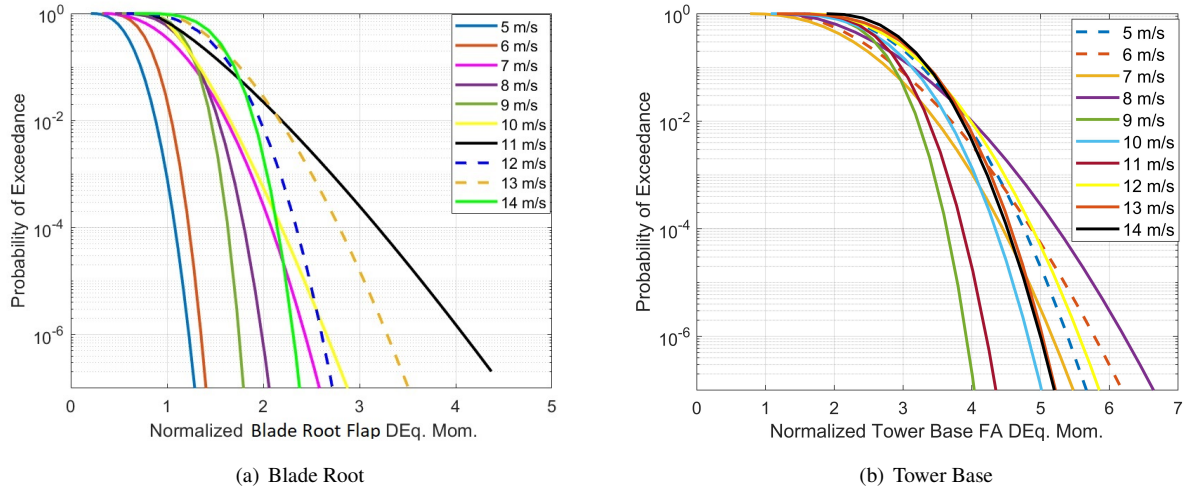 Probability of Exceedance
10^0
10^-2
10^-4
10^-6
0 1 2 3 4 5
Normalized Blade Root Flap DEq. Mom.
5 m/s
6 m/s
7 m/s
8 m/s
9 m/s
10 m/s
11 m/s
12 m/s
13 m/s
14 m/s
(a) Blade Root
Probability of Exceedance
10^0
10^-2
10^-4
10^-6
0 1 2 3 4 5 6 7
Normalized Tower Base FA DEq. Mom.
5 m/s
6 m/s
7 m/s
8 m/s
9 m/s
10 m/s
11 m/s
12 m/s
13 m/s
14 m/s
(b) Tower Base